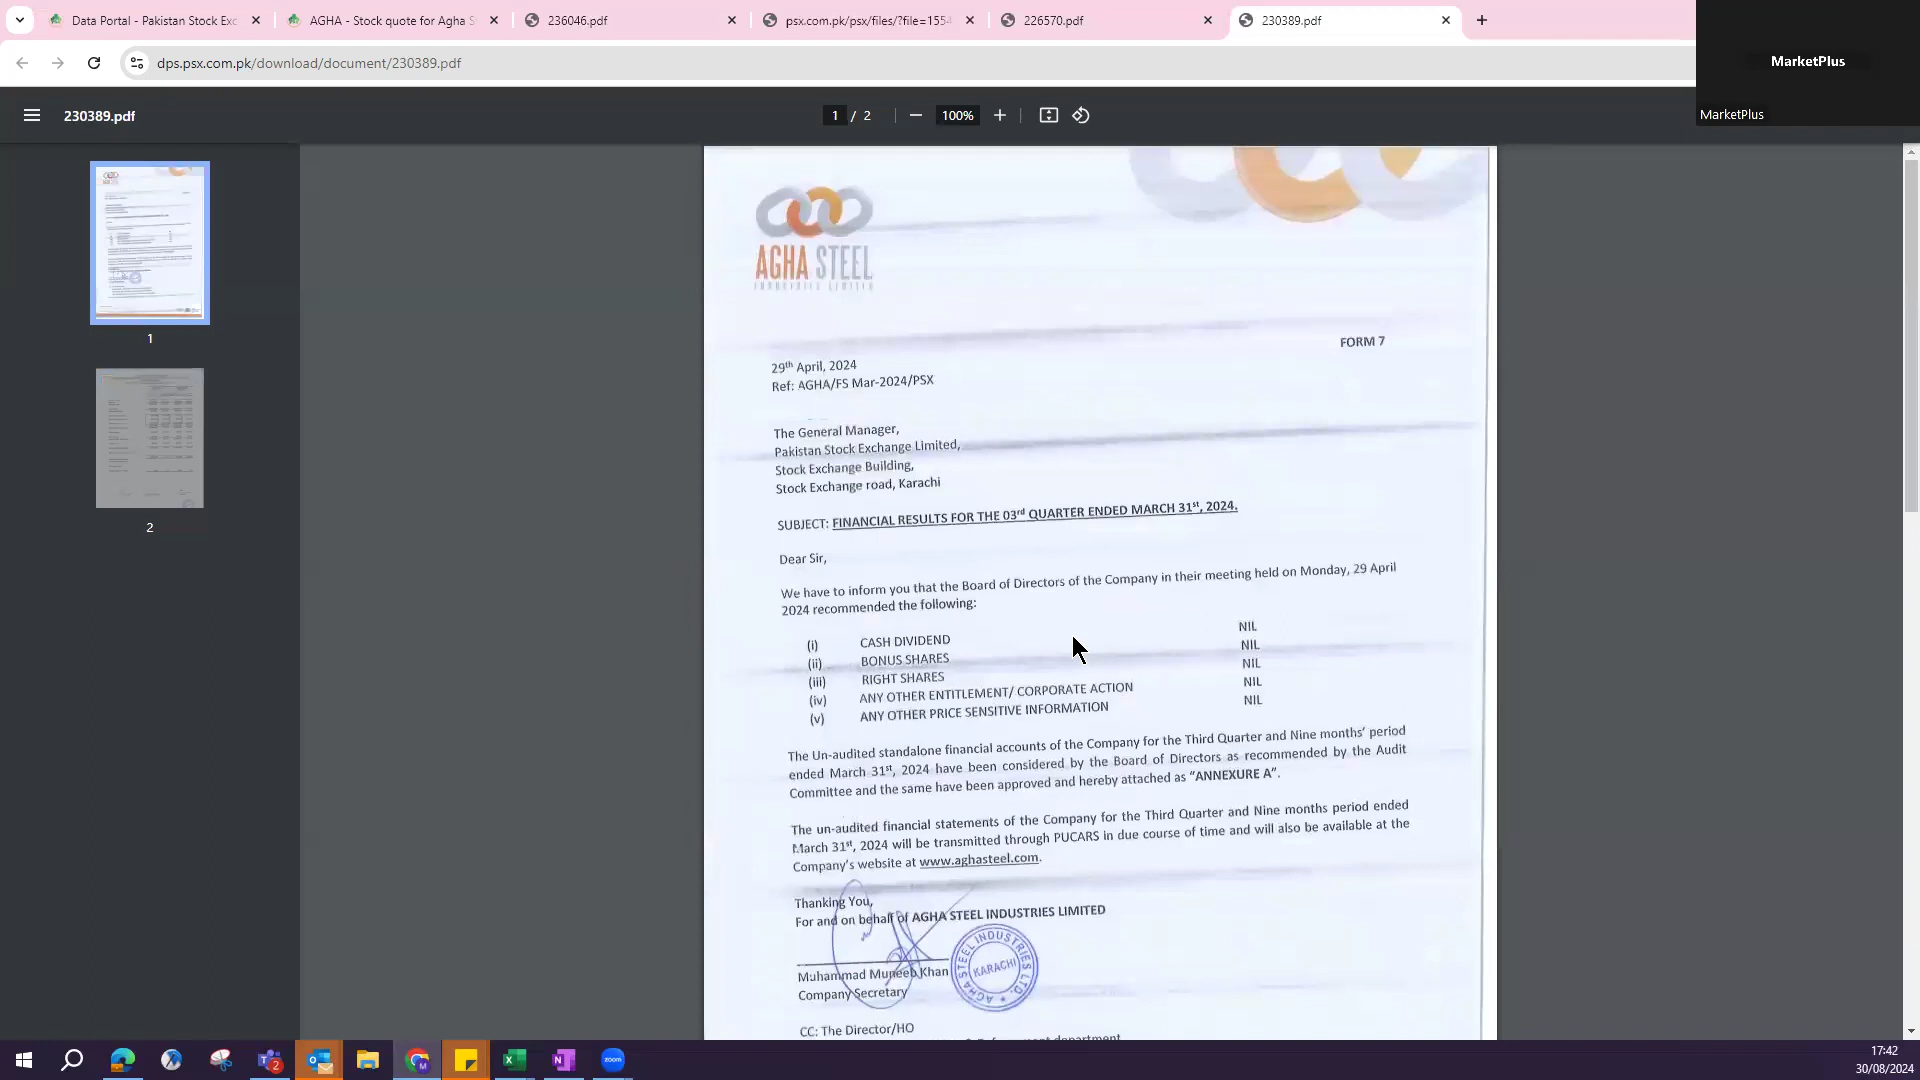 Data Portal - Pakistan Stock Exc
AGHA - Stock quote for Agha S
236046.pdf
psx.com.pk/psx/files/?file=1554
226570.pdf
230389.pdf
dps.psx.com.pk/download/document/230389.pdf
MarketPlus
MarketPlus
230389.pdf
1 / 2
100%
1
2
AGHA STEEL
INDUSTRIES LIMITED
FORM 7
29th April, 2024
Ref: AGHA/FS Mar-2024/PSX
The General Manager,
Pakistan Stock Exchange Limited,
Stock Exchange Building,
Stock Exchange road, Karachi
SUBJECT: FINANCIAL RESULTS FOR THE 03rd QUARTER ENDED MARCH 31st, 2024.
Dear Sir,
We have to inform you that the Board of Directors of the Company in their meeting held on Monday, 29 April
2024 recommended the following:
(i) CASH DIVIDEND NIL
(ii) BONUS SHARES NIL
(iii) RIGHT SHARES NIL
(iv) ANY OTHER ENTITLEMENT/ CORPORATE ACTION NIL
(v) ANY OTHER PRICE SENSITIVE INFORMATION NIL
The Un-audited standalone financial accounts of the Company for the Third Quarter and Nine months' period
ended March 31st, 2024 have been considered by the Board of Directors as recommended by the Audit
Committee and the same have been approved and hereby attached as "ANNEXURE A".
The un-audited financial statements of the Company for the Third Quarter and Nine months period ended
March 31st, 2024 will be transmitted through PUCARS in due course of time and will also be available at the
Company's website at www.aghasteel.com.
Thanking You,
For and on behalf of AGHA STEEL INDUSTRIES LIMITED
Muhammad Muneeb Khan
Company Secretary
AGHA STEEL INDUSTRIES LTD.
KARACHI
CC: The Director/HO
department
2
zoom
17:42
30/08/2024